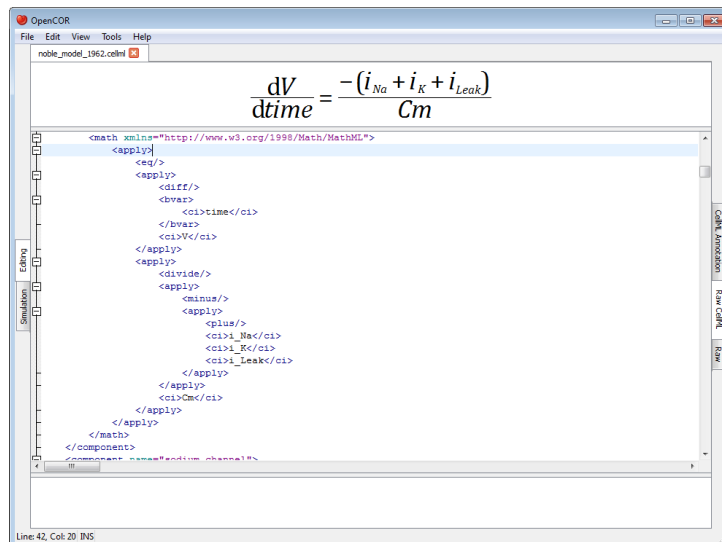 OpenCOR
File Edit View Tools Help
noble_model_1962.cellml
dV/dtime = −(i_Na + i_K + i_Leak)/Cm
<math xmlns="http://www.w3.org/1998/Math/MathML">
<apply>
<eq/>
<apply>
<diff/>
<bvar>
<ci>time</ci>
</bvar>
<ci>V</ci>
</apply>
<apply>
<divide/>
<apply>
<minus/>
<apply>
<plus/>
<ci>i_Na</ci>
<ci>i_K</ci>
<ci>i_Leak</ci>
</apply>
</apply>
<ci>Cm</ci>
</apply>
</apply>
</math>
</component>
<component name="sodium_channel">
Editing
Simulation
CellML Annotation
Raw CellML
Raw
Line: 42, Col: 20 INS